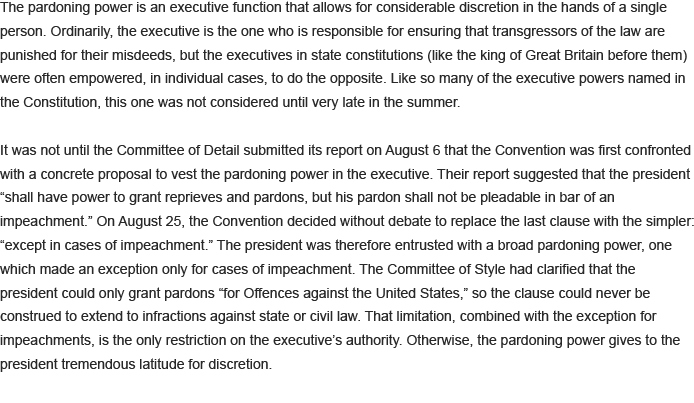 The pardoning power is an executive function that allows for considerable discretion in the hands of a single
person. Ordinarily, the executive is the one who is responsible for ensuring that transgressors of the law are
punished for their misdeeds, but the executives in state constitutions (like the king of Great Britain before them)
were often empowered, in individual cases, to do the opposite. Like so many of the executive powers named in
the Constitution, this one was not considered until very late in the summer.

It was not until the Committee of Detail submitted its report on August 6 that the Convention was first confronted
with a concrete proposal to vest the pardoning power in the executive. Their report suggested that the president
“shall have power to grant reprieves and pardons, but his pardon shall not be pleadable in bar of an
impeachment.” On August 25, the Convention decided without debate to replace the last clause with the simpler:
“except in cases of impeachment.” The president was therefore entrusted with a broad pardoning power, one
which made an exception only for cases of impeachment. The Committee of Style had clarified that the
president could only grant pardons “for Offences against the United States,” so the clause could never be
construed to extend to infractions against state or civil law. That limitation, combined with the exception for
impeachments, is the only restriction on the executive’s authority. Otherwise, the pardoning power gives to the
president tremendous latitude for discretion.